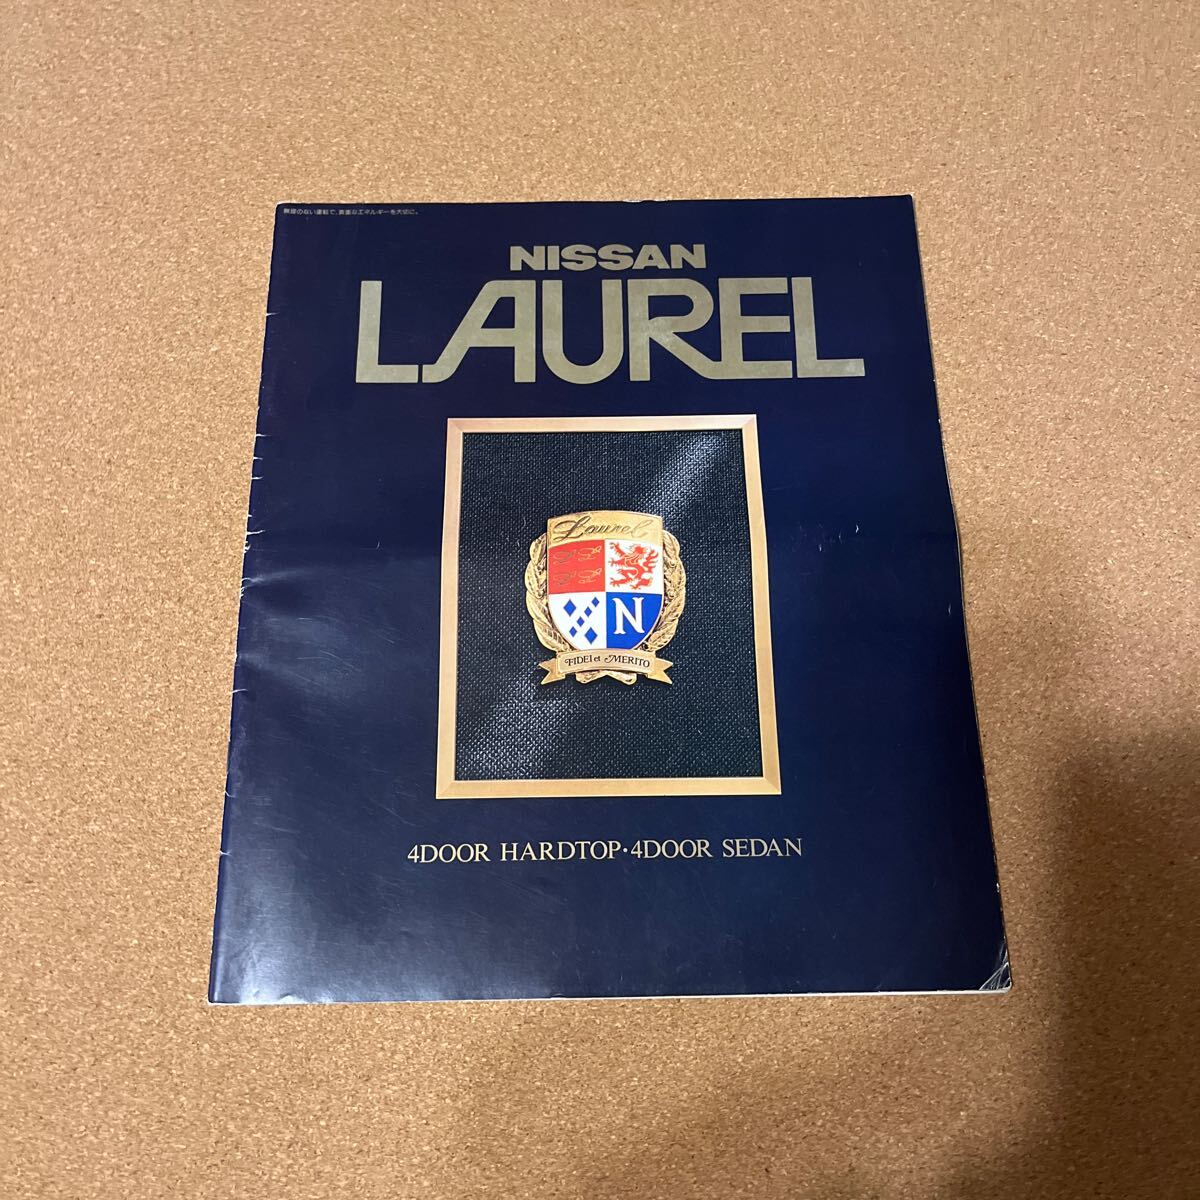 無駄のない運転で、貴重なエネルギーを大切に。
NISSAN
LAUREL
Laurel
N
FIDEI et MERITO
4DOOR HARDTOP・4DOOR SEDAN